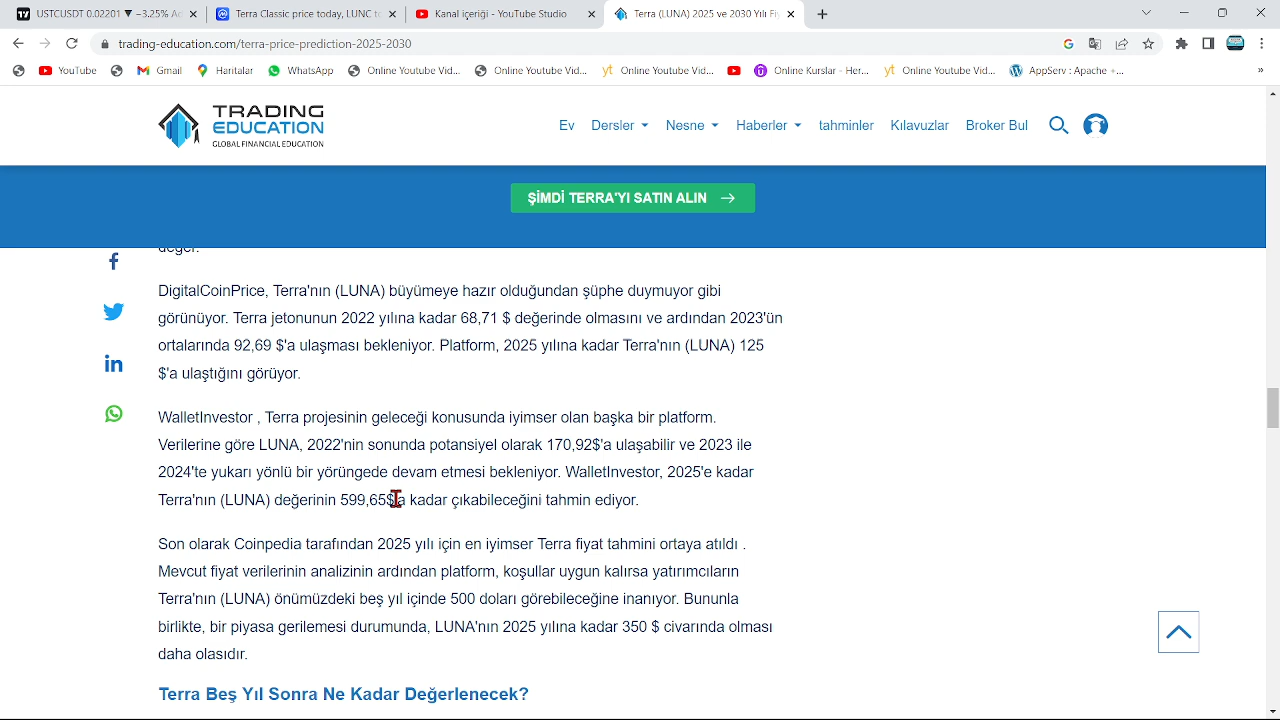 USTCUSDT 0.02201 ▼ −3.25% Ad
Terra Classic price today, LUNC to
Kanal içeriği - YouTube Studio
Terra (LUNA) 2025 ve 2030 Yılı Fiy
trading-education.com/terra-price-prediction-2025-2030
YouTube
Gmail
Haritalar
WhatsApp
Online Youtube Vid...
Online Youtube Vid...
Online Youtube Vid...
Online Kurslar - Her...
Online Youtube Vid...
AppServ : Apache +...
TRADING
EDUCATION
GLOBAL FINANCIAL EDUCATION
Ev
Dersler
Nesne
Haberler
tahminler
Kılavuzlar
Broker Bul
ŞİMDİ TERRA'YI SATIN ALIN →
değer.
DigitalCoinPrice, Terra'nın (LUNA) büyümeye hazır olduğundan şüphe duymuyor gibi
görünüyor. Terra jetonunun 2022 yılına kadar 68,71 $ değerinde olmasını ve ardından 2023'ün
ortalarında 92,69 $'a ulaşması bekleniyor. Platform, 2025 yılına kadar Terra'nın (LUNA) 125
$'a ulaştığını görüyor.
WalletInvestor , Terra projesinin geleceği konusunda iyimser olan başka bir platform.
Verilerine göre LUNA, 2022'nin sonunda potansiyel olarak 170,92$'a ulaşabilir ve 2023 ile
2024'te yukarı yönlü bir yörüngede devam etmesi bekleniyor. WalletInvestor, 2025'e kadar
Terra'nın (LUNA) değerinin 599,65$'a kadar çıkabileceğini tahmin ediyor.
Son olarak Coinpedia tarafından 2025 yılı için en iyimser Terra fiyat tahmini ortaya atıldı .
Mevcut fiyat verilerinin analizinin ardından platform, koşullar uygun kalırsa yatırımcıların
Terra'nın (LUNA) önümüzdeki beş yıl içinde 500 doları görebileceğine inanıyor. Bununla
birlikte, bir piyasa gerilemesi durumunda, LUNA'nın 2025 yılına kadar 350 $ civarında olması
daha olasıdır.
Terra Beş Yıl Sonra Ne Kadar Değerlenecek?